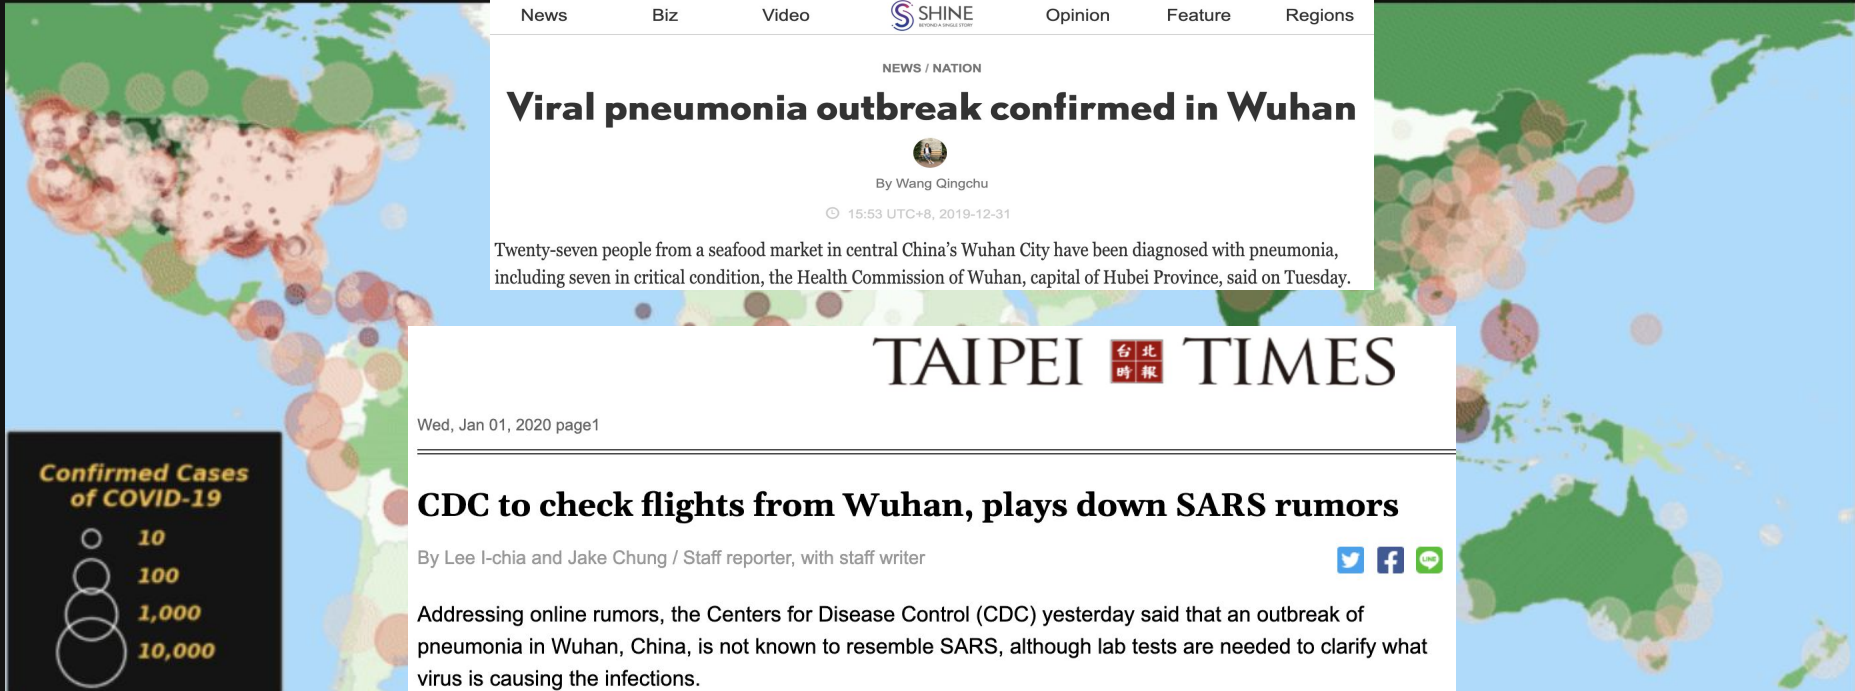 News Biz Video SHINE Opinion Feature Regions
BEYOND A SINGLE STORY
NEWS / NATION
Viral pneumonia outbreak confirmed in Wuhan
By Wang Qingchu
15:53 UTC+8, 2019-12-31
Twenty-seven people from a seafood market in central China’s Wuhan City have been diagnosed with pneumonia,
including seven in critical condition, the Health Commission of Wuhan, capital of Hubei Province, said on Tuesday.
TAIPEI 台北時報 TIMES
Wed, Jan 01, 2020 page1
CDC to check flights from Wuhan, plays down SARS rumors
By Lee I-chia and Jake Chung / Staff reporter, with staff writer
LINE
Addressing online rumors, the Centers for Disease Control (CDC) yesterday said that an outbreak of
pneumonia in Wuhan, China, is not known to resemble SARS, although lab tests are needed to clarify what
virus is causing the infections.
Confirmed Cases
of COVID-19
10
100
1,000
10,000